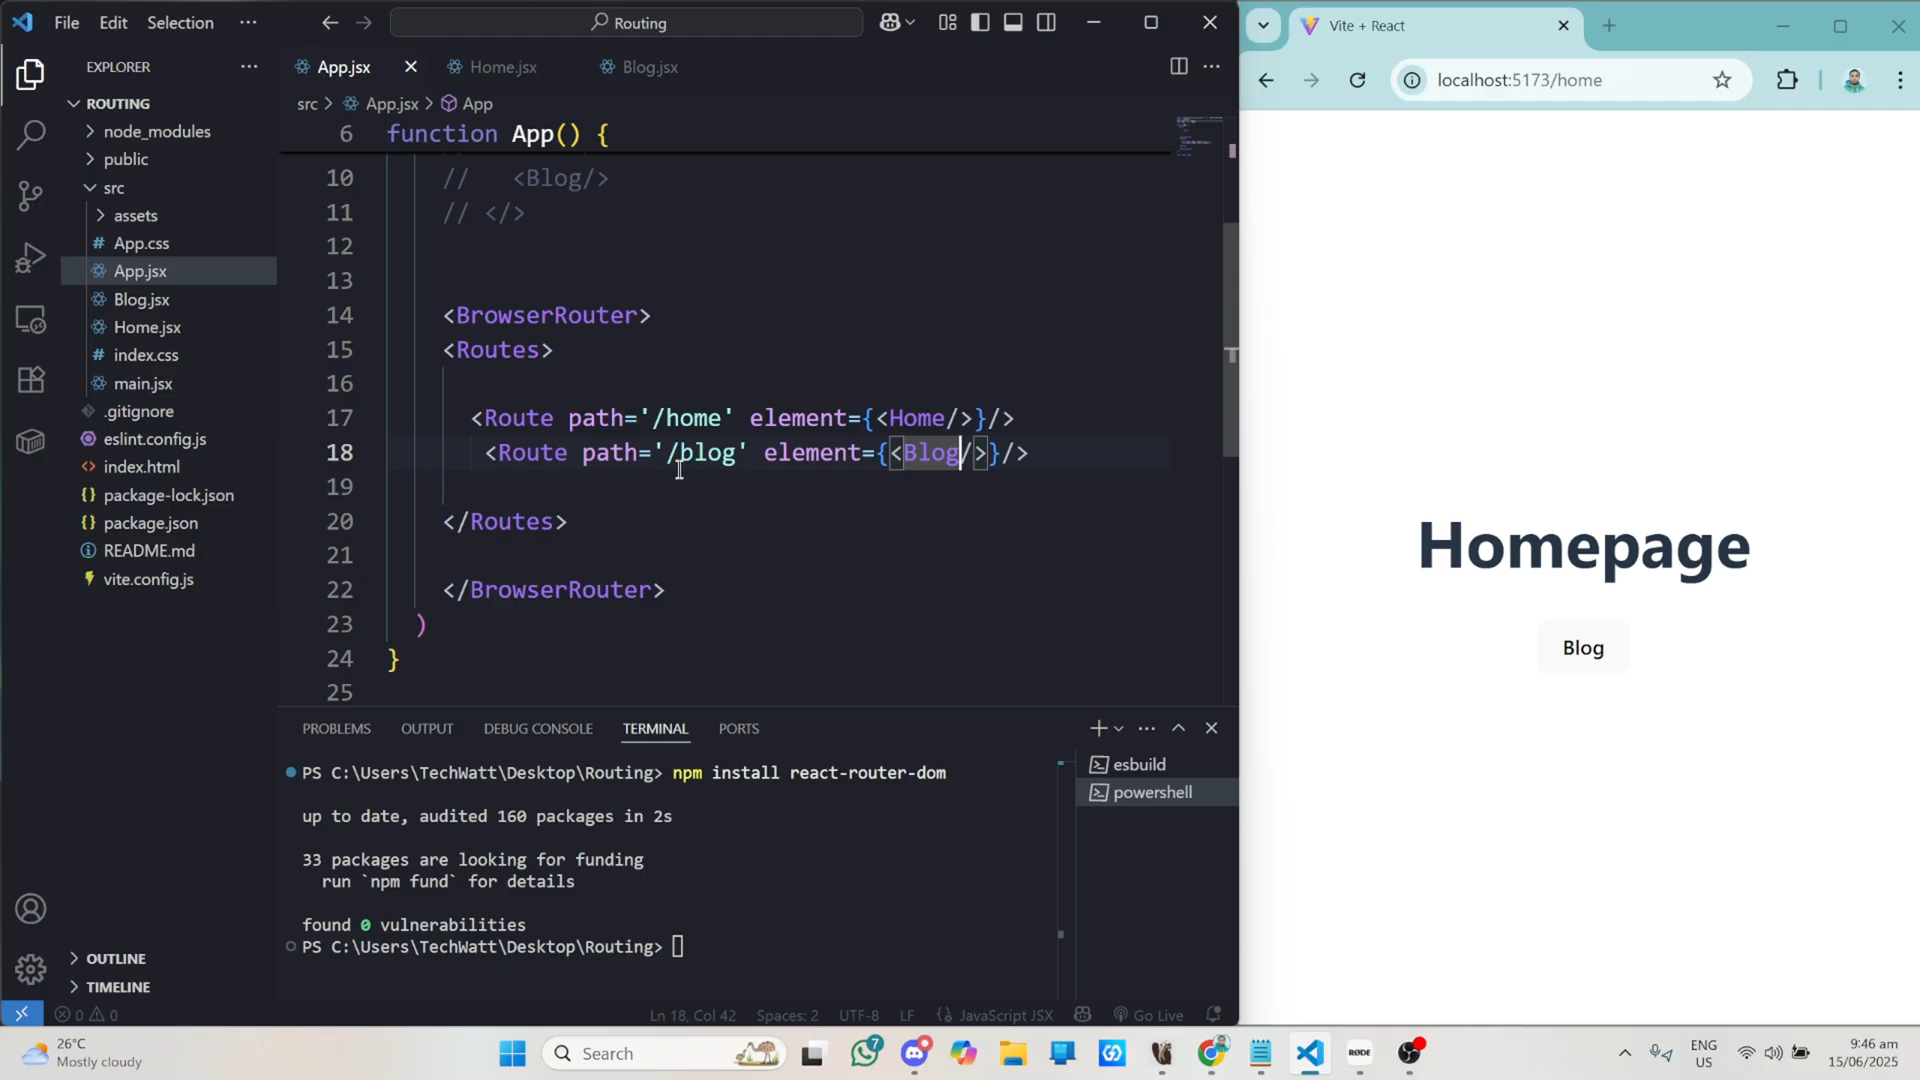 File Edit Selection ···
Routing
EXPLORER ···
ROUTING
node_modules
public
src
assets
App.css
App.jsx
Blog.jsx
Home.jsx
index.css
main.jsx
.gitignore
eslint.config.js
index.html
package-lock.json
package.json
README.md
vite.config.js
OUTLINE
TIMELINE
App.jsx
Home.jsx
Blog.jsx
src > App.jsx > App
6 function App() {
10 // <Blog/>
11 // </>
12
13
14 <BrowserRouter>
15 <Routes>
16
17 <Route path='/home' element={<Home/>}/>
18 <Route path='/blog' element={<Blog/>}/>
19
20 </Routes>
21
22 </BrowserRouter>
23 )
24 }
25
PROBLEMS OUTPUT DEBUG CONSOLE TERMINAL PORTS
PS C:\Users\TechWatt\Desktop\Routing> npm install react-router-dom
up to date, audited 160 packages in 2s
33 packages are looking for funding
run `npm fund` for details
found 0 vulnerabilities
PS C:\Users\TechWatt\Desktop\Routing>
esbuild
powershell
0 0
Ln 18, Col 42 Spaces: 2 UTF-8 LF {} JavaScript JSX Go Live
Vite + React
localhost:5173/home
Homepage
Blog
26°C
Mostly cloudy
Search
7
RØDE
ENG
US
9:46 am
15/06/2025